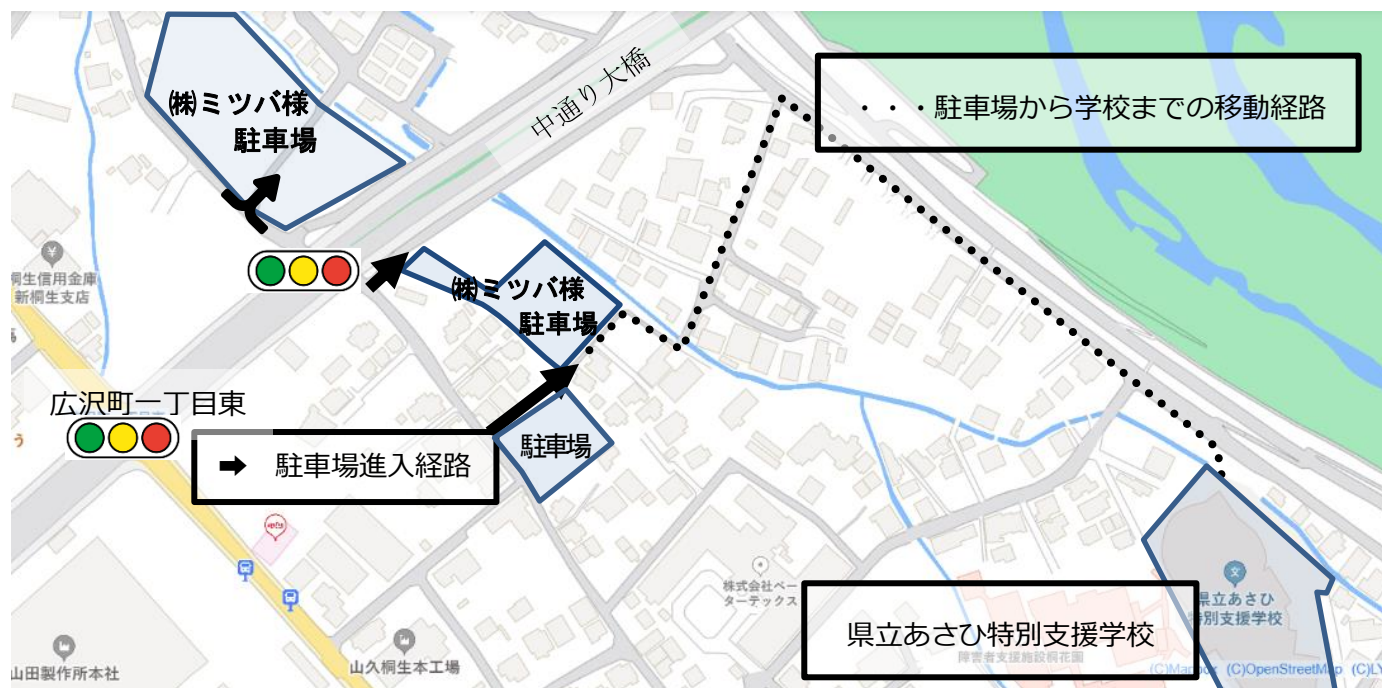 ㈱ミツバ様
駐車場
中通り大橋
・・・駐車場から学校までの移動経路
桐生信用金庫
新桐生支店
㈱ミツバ様
駐車場
広沢町一丁目東
う
➡ 駐車場進入経路
駐車場
株式会社ベー
ターテックス
県立あさひ
特別支援学校
県立あさひ特別支援学校
障害者支援施設桐花園
山田製作所本社
山久桐生本工場
(C)Mapbox (C)OpenStreetMap (C)LY